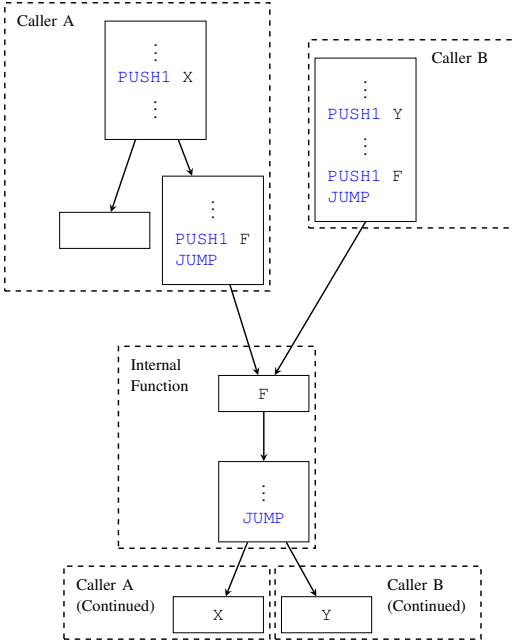 Caller A
⋮
PUSH1 X
⋮
⋮
PUSH1 F
JUMP
Caller B
⋮
PUSH1 Y
⋮
PUSH1 F
JUMP
Internal
Function
F
⋮
JUMP
Caller A
(Continued)
X
Caller B
(Continued)
Y